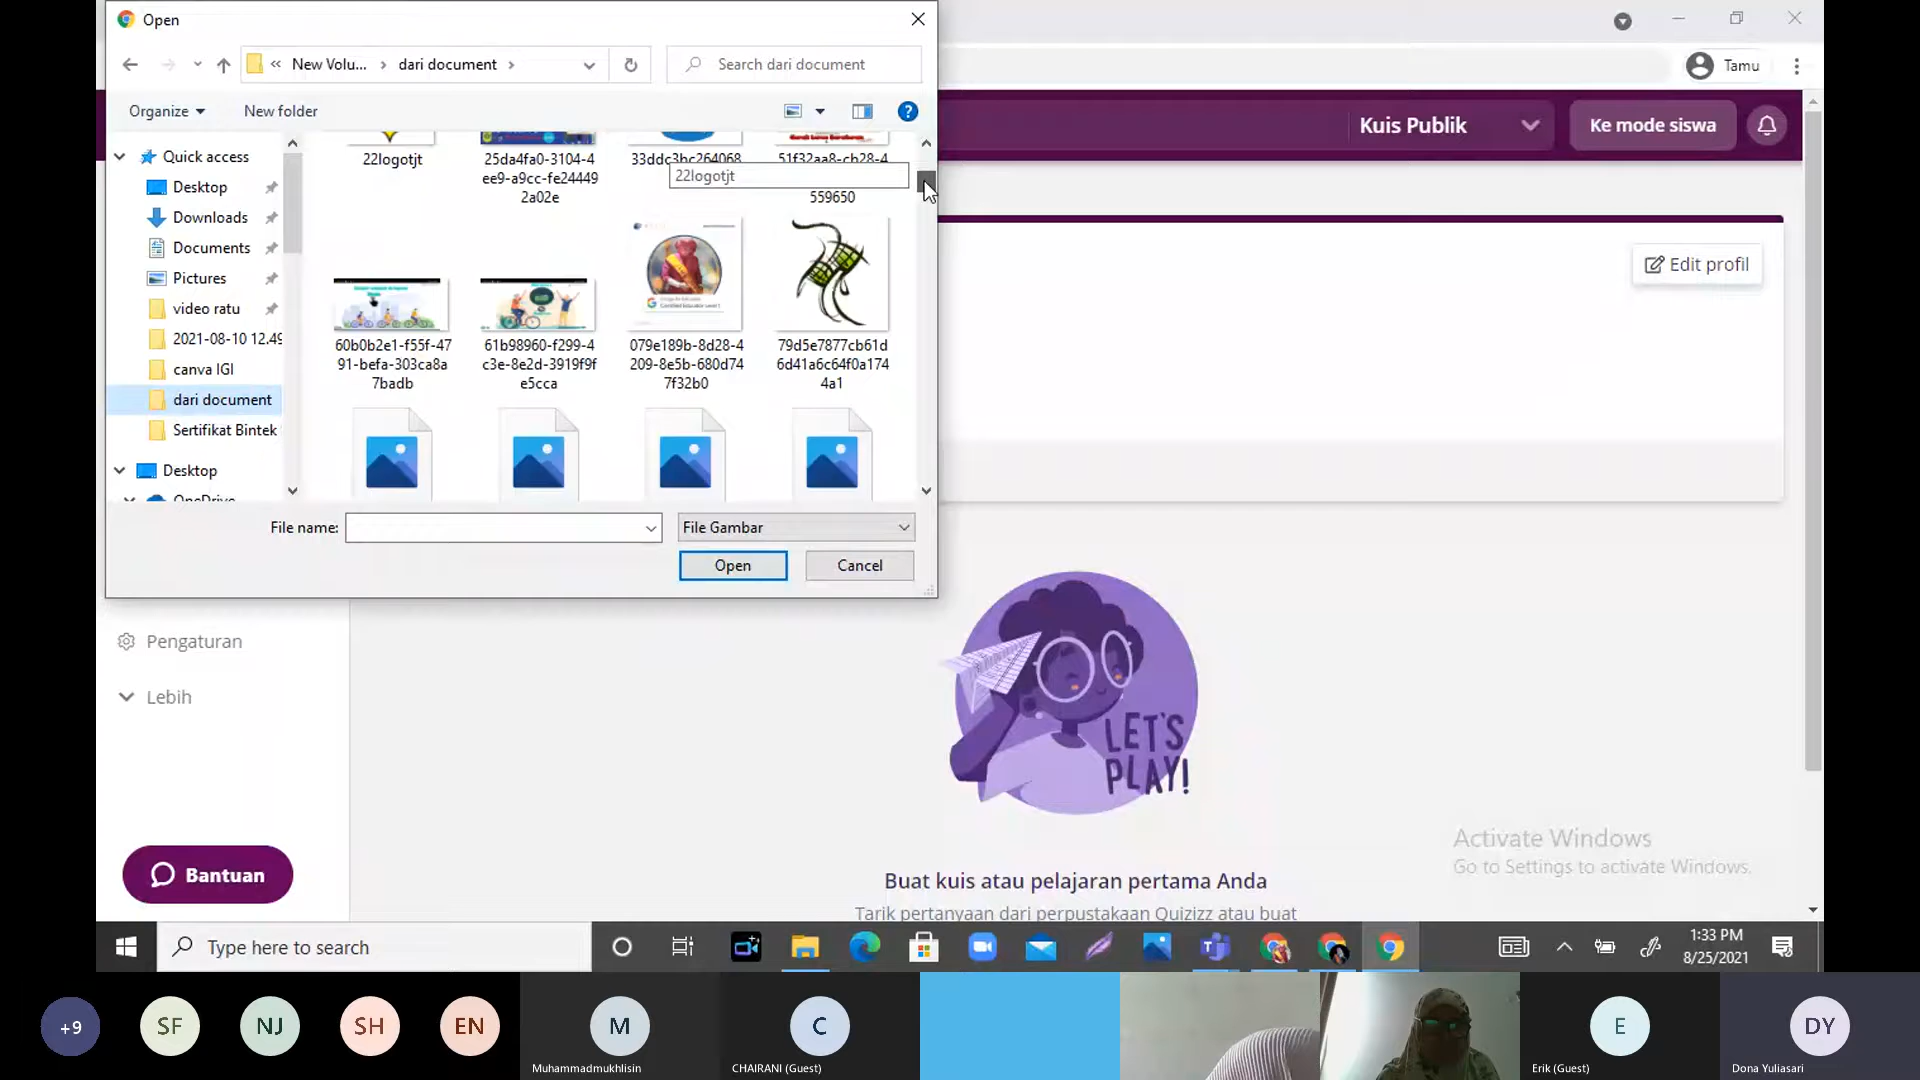 Open
« New Volu... › dari document ›
Search dari document
Tamu
Organize
New folder
Kuis Publik
Ke mode siswa
Quick access
Desktop
Downloads
Documents
Pictures
video ratu
2021-08-10 12.49
canva IGI
dari document
Sertifikat Bintek
Desktop
OneDrive
22logotjt
25da4fa0-3104-4
ee9-a9cc-fe24449
2a02e
33ddc3bc264068
51f32aa8-cb28-4
559650
22logotjt
60b0b2e1-f55f-47
91-befa-303ca8a
7badb
61b98960-f299-4
c3e-8e2d-3919f9f
e5cca
079e189b-8d28-4
209-8e5b-680d74
7f32b0
79d5e7877cb61d
6d41a6c64f0a174
4a1
Edit profil
File name:
File Gambar
Open
Cancel
Pengaturan
Lebih
Bantuan
LET'S
PLAY!
Buat kuis atau pelajaran pertama Anda
Tarik pertanyaan dari perpustakaan Quizizz atau buat
Activate Windows
Go to Settings to activate Windows.
Type here to search
1:33 PM
8/25/2021
+9
SF
NJ
SH
EN
M
Muhammadmukhlisin
C
CHAIRANI (Guest)
E
Erik (Guest)
DY
Dona Yuliasari